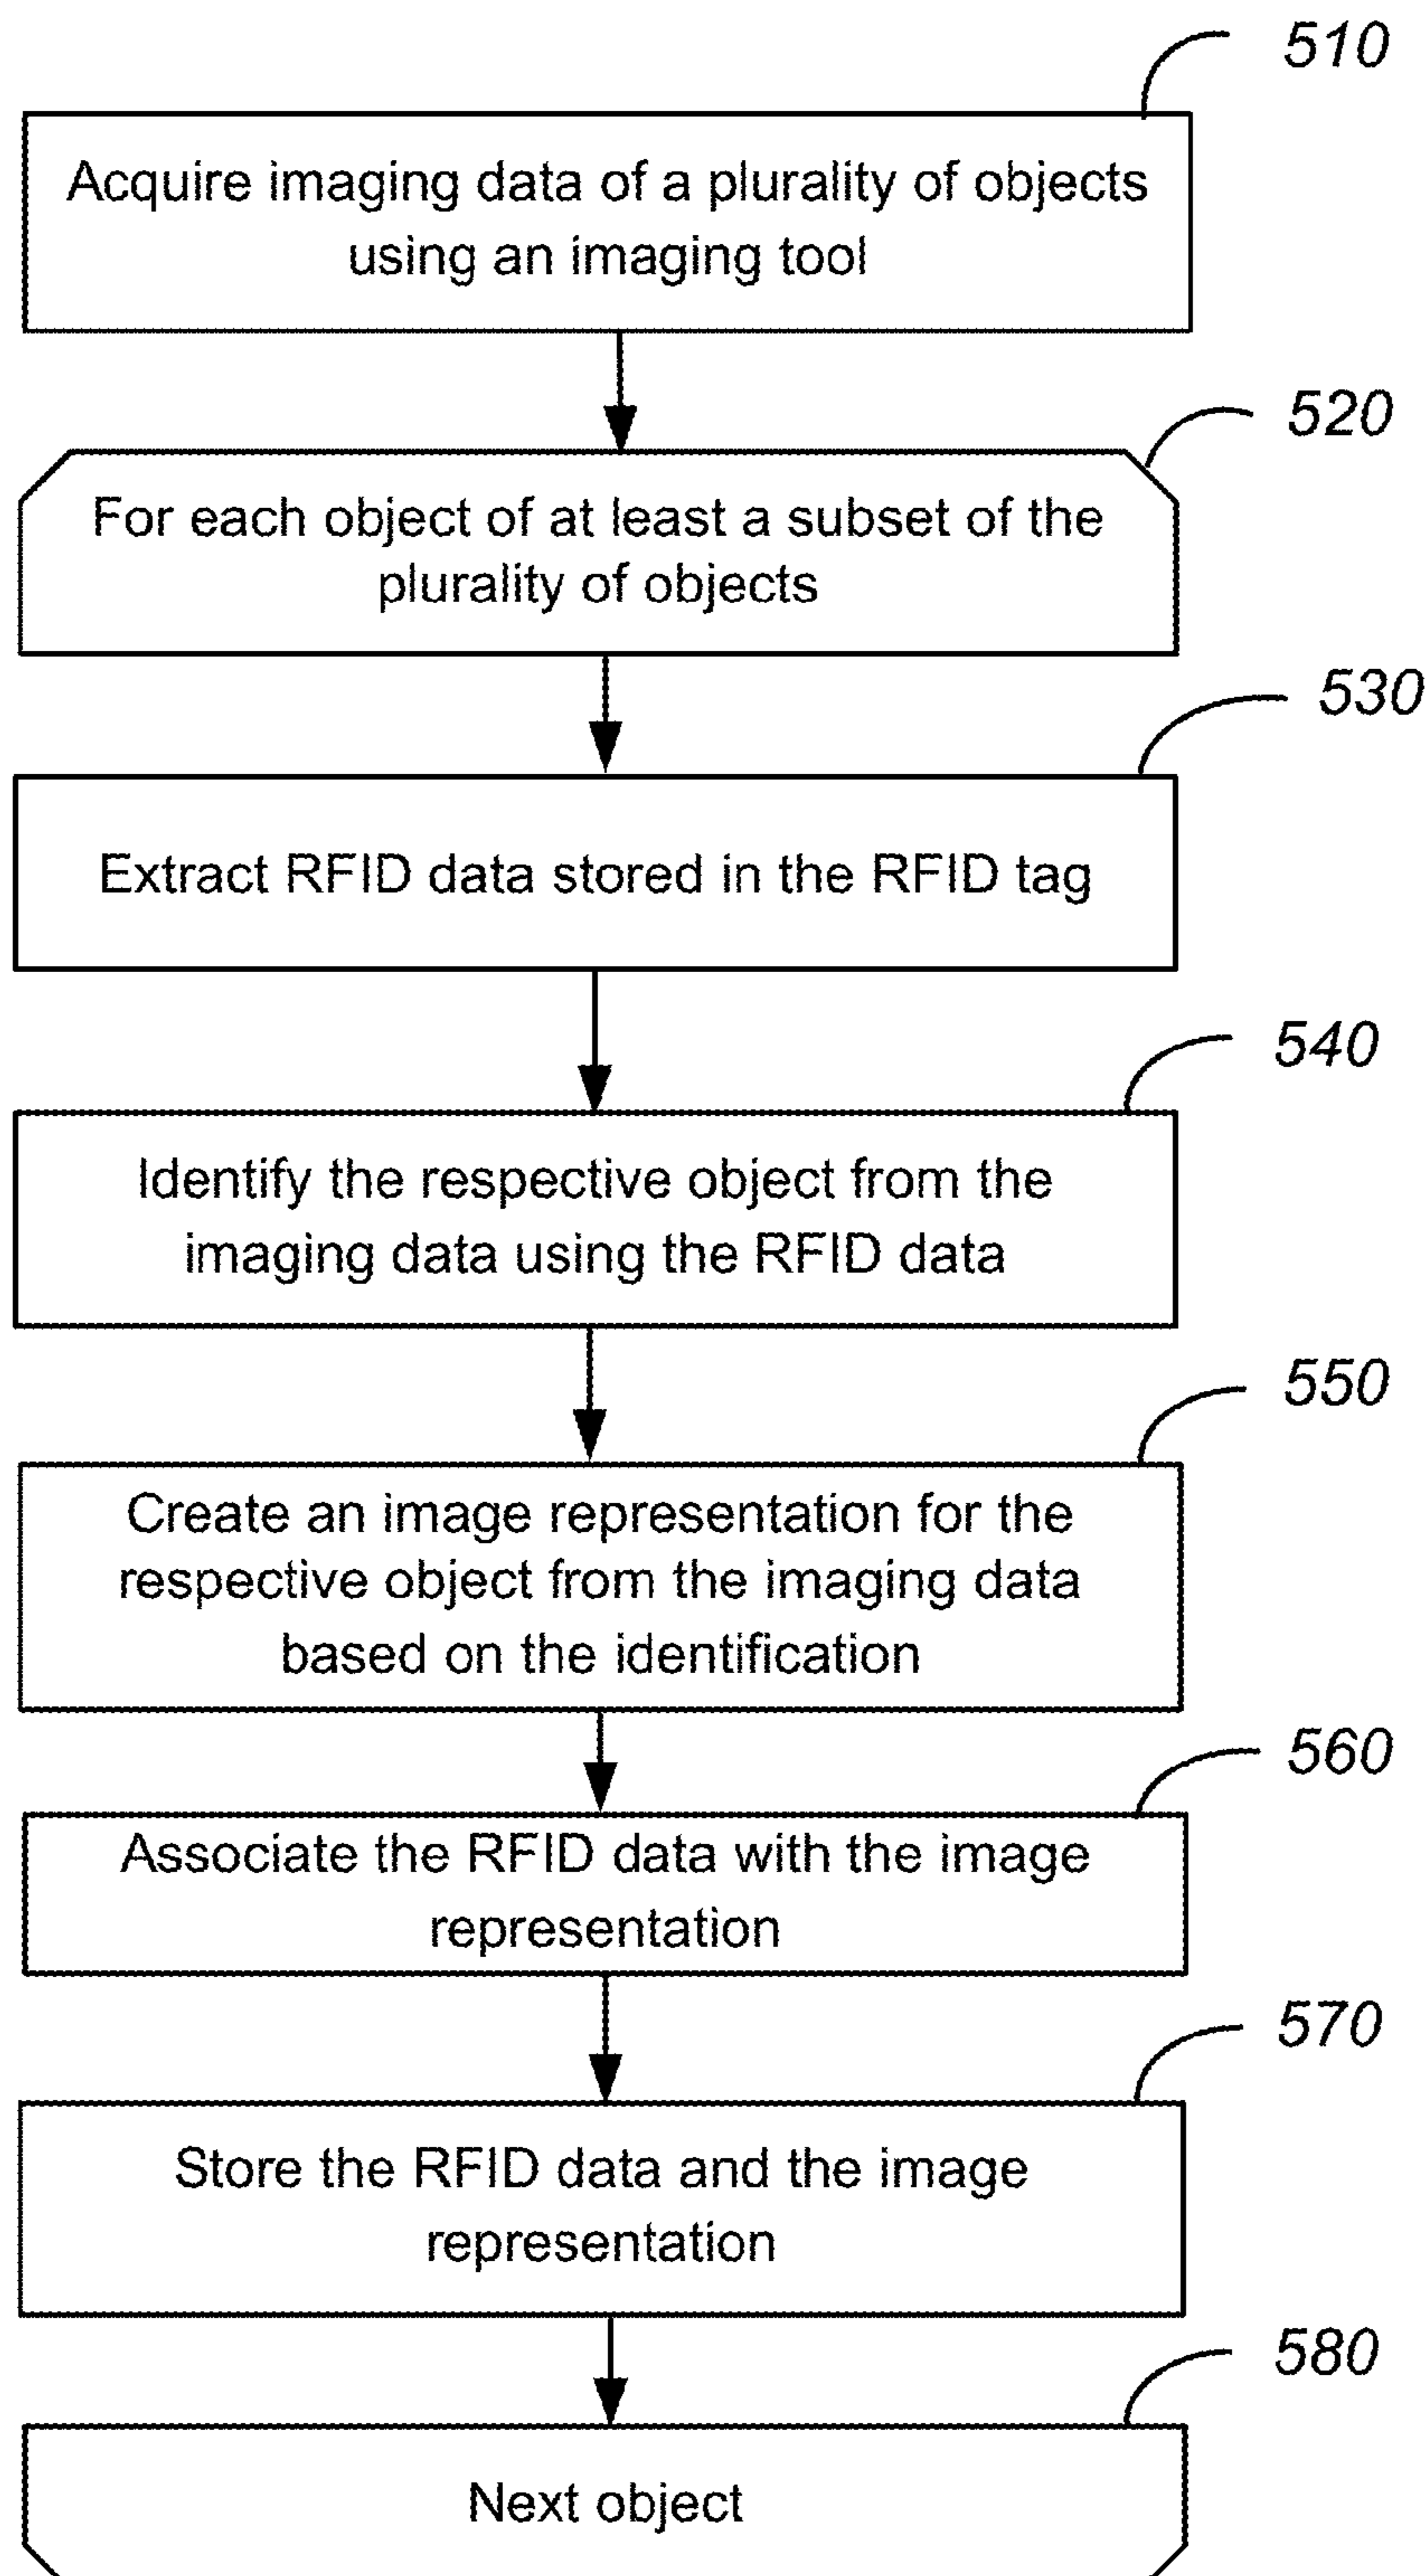 510
Acquire imaging data of a plurality of objects
using an imaging tool
520
For each object of at least a subset of the
plurality of objects
530
Extract RFID data stored in the RFID tag
540
Identify the respective object from the
imaging data using the RFID data
550
Create an image representation for the
respective object from the imaging data
based on the identification
560
Associate the RFID data with the image
representation
570
Store the RFID data and the image
representation
580
Next object